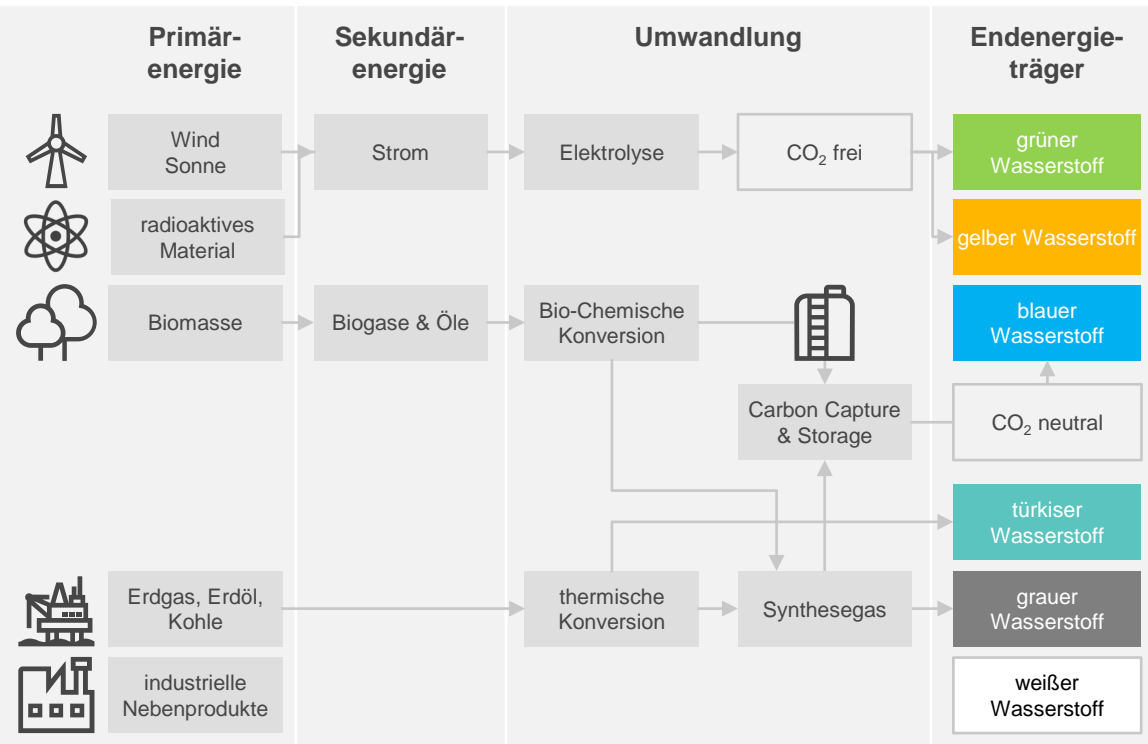 Primär-
energie
Sekundär-
energie
Umwandlung
Endenergie-
träger
Wind
Sonne
Strom
Elektrolyse
CO₂ frei
grüner
Wasserstoff
radioaktives
Material
gelber Wasserstoff
Biomasse
Biogase & Öle
Bio-Chemische
Konversion
blauer
Wasserstoff
Carbon Capture
& Storage
CO₂ neutral
türkiser
Wasserstoff
Erdgas, Erdöl,
Kohle
thermische
Konversion
Synthesegas
grauer
Wasserstoff
industrielle
Nebenprodukte
weißer
Wasserstoff